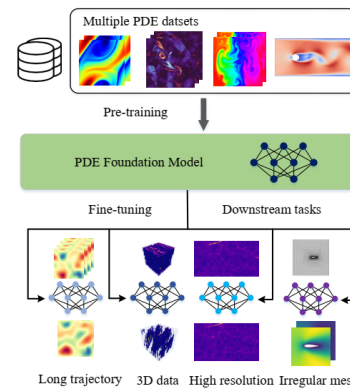 Multiple PDE datsets
Pre-training
PDE Foundation Model
Fine-tuning Downstream tasks
Long trajectory 3D data High resolution Irregular mes